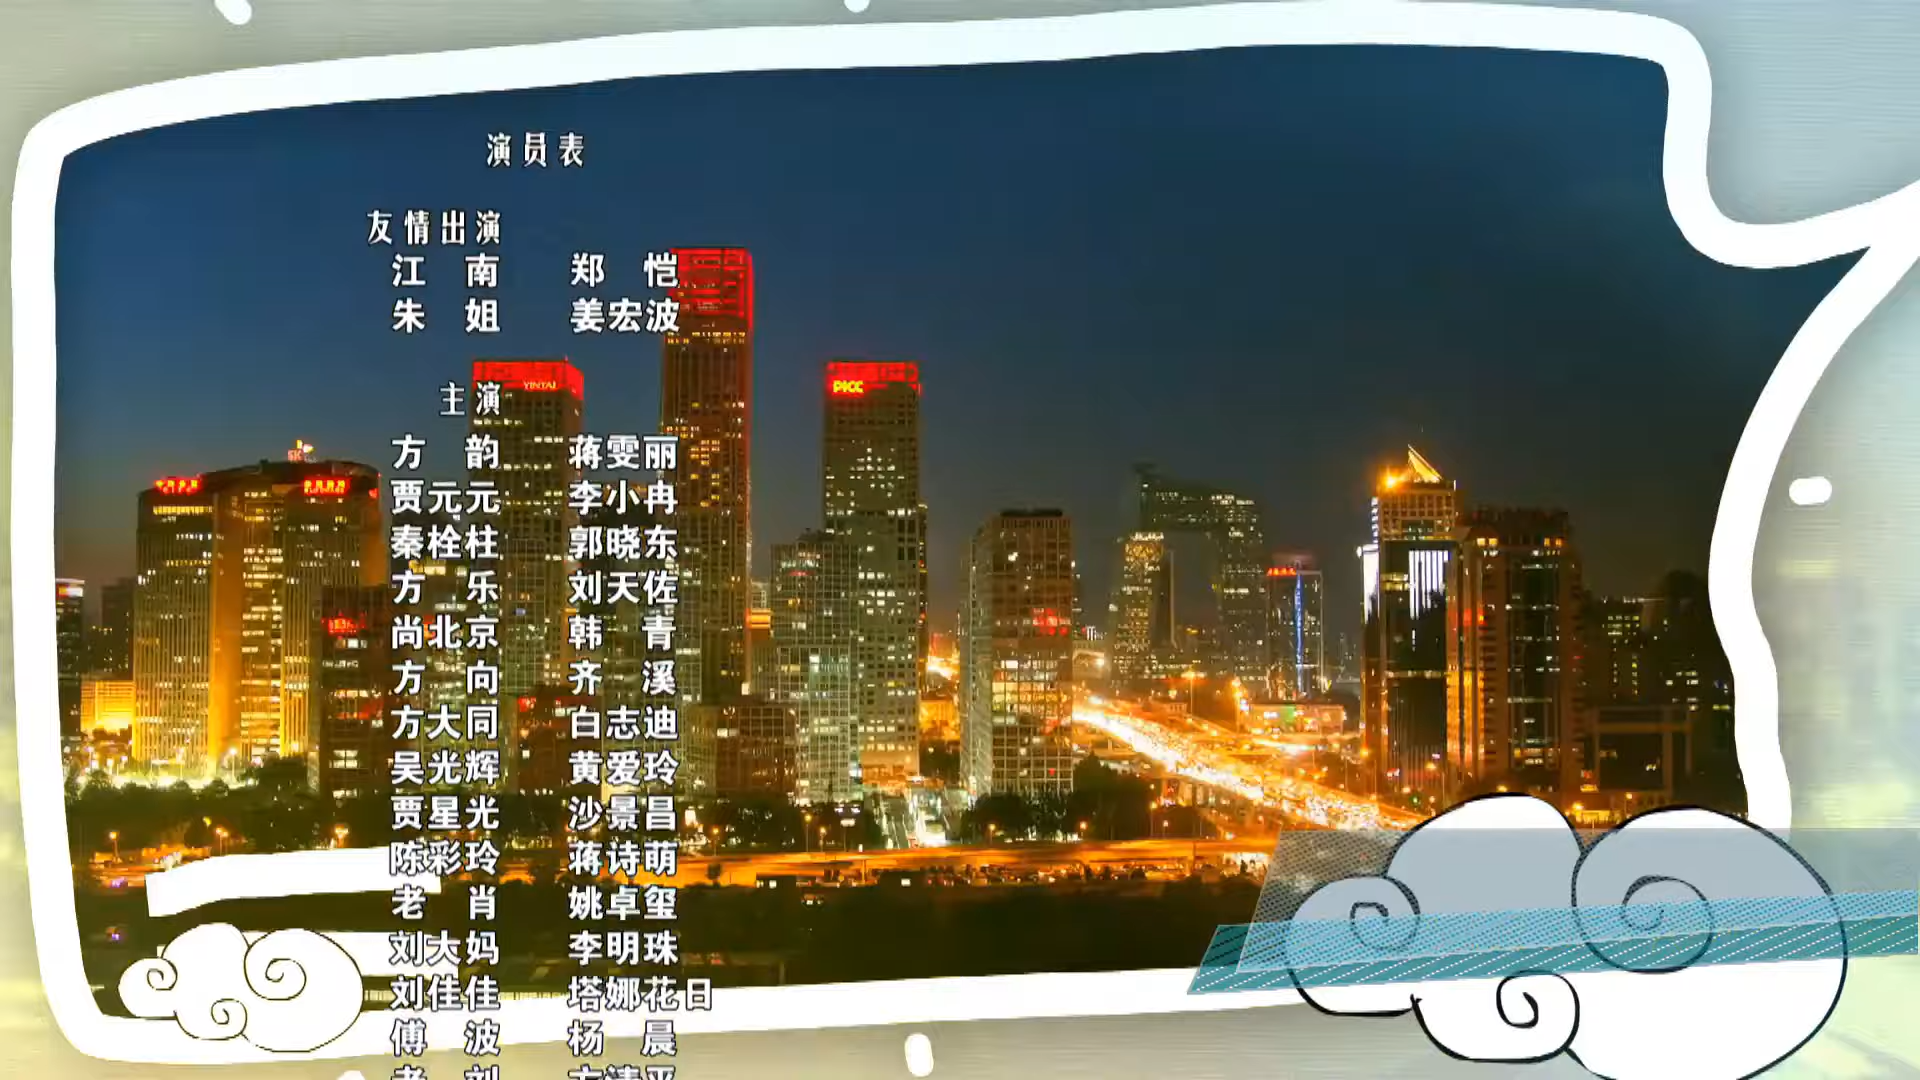 演员表
友情出演
江南 郑恺
朱姐 姜宏波
YINTAI
PICC
主演
方韵 蒋雯丽
贾元元 李小冉
秦栓柱 郭晓东
方乐 刘天佐
尚北京 韩青
方向 齐溪
方大同 白志迪
吴光辉 黄爱玲
贾星光 沙景昌
陈彩玲 蒋诗萌
老肖 姚卓玺
刘大妈 李明珠
刘佳佳 塔娜花日
傅波 杨晨